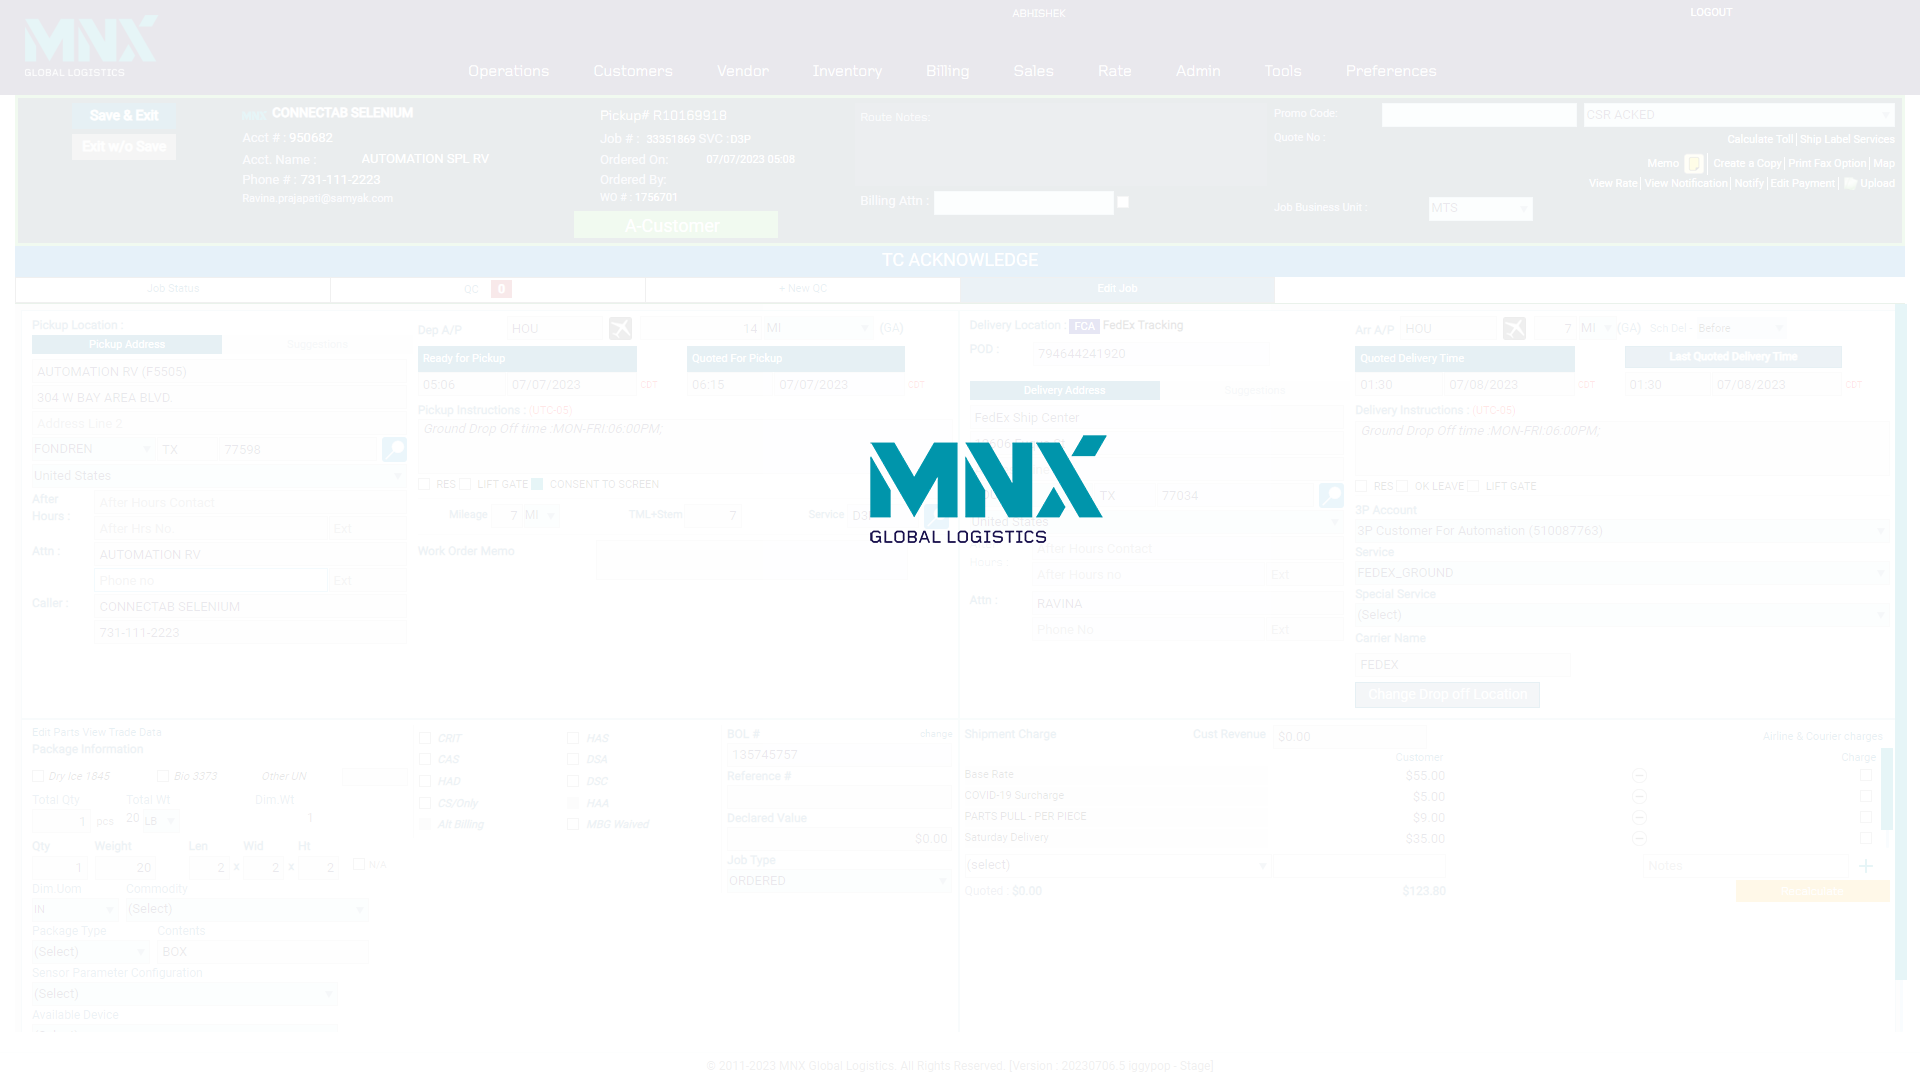 ABHISHEK
LOGOUT
MNX
GLOBAL LOGISTICS
Operations Customers Vendor Inventory Billing Sales Rate Admin Tools Preferences
Save & Exit
Exit w/o Save
MNX CONNECTAB SELENIUM
Acct # : 950682
Acct. Name : AUTOMATION SPL RV
Phone # : 731-111-2223
Ravina.prajapati@samyak.com
Pickup# R10169918
Job # : 33351869 SVC :D3P
Ordered On: 07/07/2023 05:08
Ordered By:
WO # : 1756701
A-Customer
Route Notes:
Billing Attn :
Promo Code:
CSR ACKED
Quote No :
Calculate Toll| Ship Label Services
Memo | Create a Copy| Print Fax Option| Map
View Rate| View Notification| Notify| Edit Payment| Upload
Job Business Unit :
MTS
TC ACKNOWLEDGE
Job Status
QC 0
+ New QC
Edit Job
Pickup Location :
Pickup Address
Suggestions
AUTOMATION RV (F5505)
304 W BAY AREA BLVD.
Address Line 2
FONDREN TX 77598
United States
After
Hours :
After Hours Contact
After Hrs No. Ext
Attn :
AUTOMATION RV
Phone no Ext
Caller :
CONNECTAB SELENIUM
731-111-2223
Dep A/P HOU 14 MI (GA)
Ready for Pickup
05:06 07/07/2023 CDT
Quoted For Pickup
06:15 07/07/2023 CDT
Pickup Instructions : (UTC-05)
Ground Drop Off time :MON-FRI:06:00PM;
RES LIFT GATE CONSENT TO SCREEN
Mileage 7 MI TML+Stem 7 Service
Work Order Memo
Delivery Location : FCA FedEx Tracking
POD : 794644241920
Delivery Address
Suggestions
FedEx Ship Center
TX 77034
United States
After Hours Contact
Hours :
After Hours no Ext
Attn :
RAVINA
Phone No Ext
MNX
GLOBAL LOGISTICS
Arr A/P HOU 7 MI (GA) Sch Del - Before
Quoted Delivery Time
01:30 07/08/2023 CDT
Last Quoted Delivery Time
01:30 07/08/2023 CDT
Delivery Instructions : (UTC-05)
Ground Drop Off time :MON-FRI:06:00PM;
RES OK LEAVE LIFT GATE
3P Account
3P Customer For Automation (510087763)
Service
FEDEX_GROUND
Special Service
(Select)
Carrier Name
FEDEX
Change Drop off Location
Edit Parts View Trade Data
Package Information
Dry Ice 1845 Bio 3373 Other UN
Total Qty Total Wt Dim Wt
1 pcs 20 LB 1
Qty Weight Len Wid Ht
1 20 2 x 2 x 2 N/A
Dim Uom Commodity
IN (Select)
Package Type Contents
(Select) BOX
Sensor Parameter Configuration
(Select)
Available Device
CRIT HAS
CAS DSA
HAD DSC
CS/Only HAA
Alt Billing MBG Waived
BOL # change
135745757
Reference #
Declared Value
$0.00
Job Type
ORDERED
Shipment Charge Cust Revenue $0.00 Airline & Courier charges
Customer Charge
Base Rate $55.00
COVID-19 Surcharge $5.00
PARTS PULL - PER PIECE $9.00
Saturday Delivery $35.00
(select) Notes +
Quoted : $0.00 $123.80
Recalculate
© 2011-2023 MNX Global Logistics. All Rights Reserved. [Version : 20230706.5 iggypop - Stage]